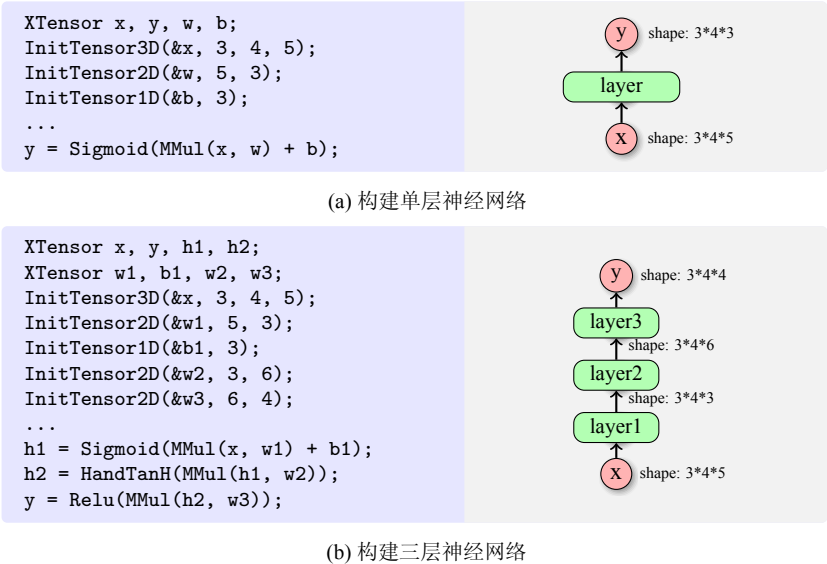 XTensor x, y, w, b;
InitTensor3D(&x, 3, 4, 5);
InitTensor2D(&w, 5, 3);
InitTensor1D(&b, 3);
...
y = Sigmoid(MMul(x, w) + b);
y shape: 3*4*3
layer
x shape: 3*4*5
(a) 构建单层神经网络
XTensor x, y, h1, h2;
XTensor w1, b1, w2, w3;
InitTensor3D(&x, 3, 4, 5);
InitTensor2D(&w1, 5, 3);
InitTensor1D(&b1, 3);
InitTensor2D(&w2, 3, 6);
InitTensor2D(&w3, 6, 4);
...
h1 = Sigmoid(MMul(x, w1) + b1);
h2 = HandTanH(MMul(h1, w2));
y = Relu(MMul(h2, w3));
y shape: 3*4*4
layer3
shape: 3*4*6
layer2
shape: 3*4*3
layer1
x shape: 3*4*5
(b) 构建三层神经网络